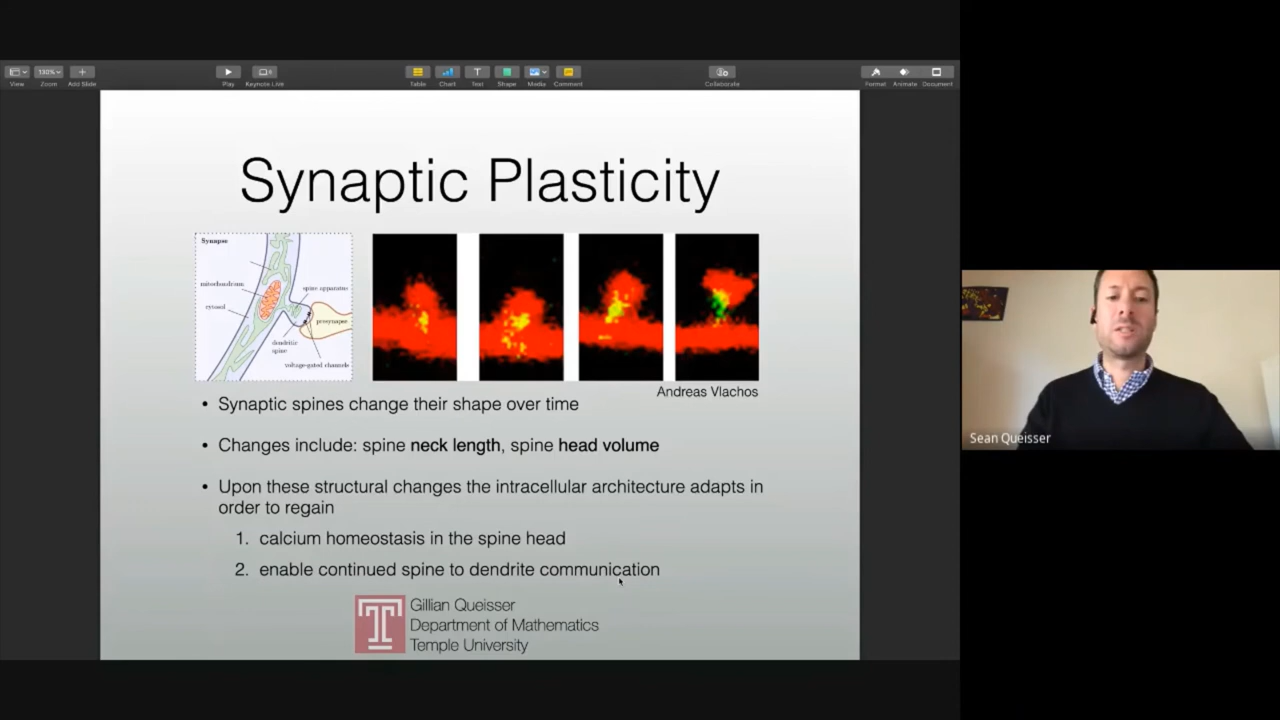 View
130%
Zoom
Add Slide
Play
Keynote Live
Table
Chart
Text
Shape
Media
Comment
Collaborate
Format
Animate
Document
Synaptic Plasticity
Synapse
mitochondrium
spine apparatus
cytosol
presynapse
dendritic
spine
voltage-gated channels
Andreas Vlachos
• Synaptic spines change their shape over time
• Changes include: spine neck length, spine head volume
• Upon these structural changes the intracellular architecture adapts in
order to regain
1. calcium homeostasis in the spine head
2. enable continued spine to dendrite communication
T
Gillian Queisser
Department of Mathematics
Temple University
Sean Queisser